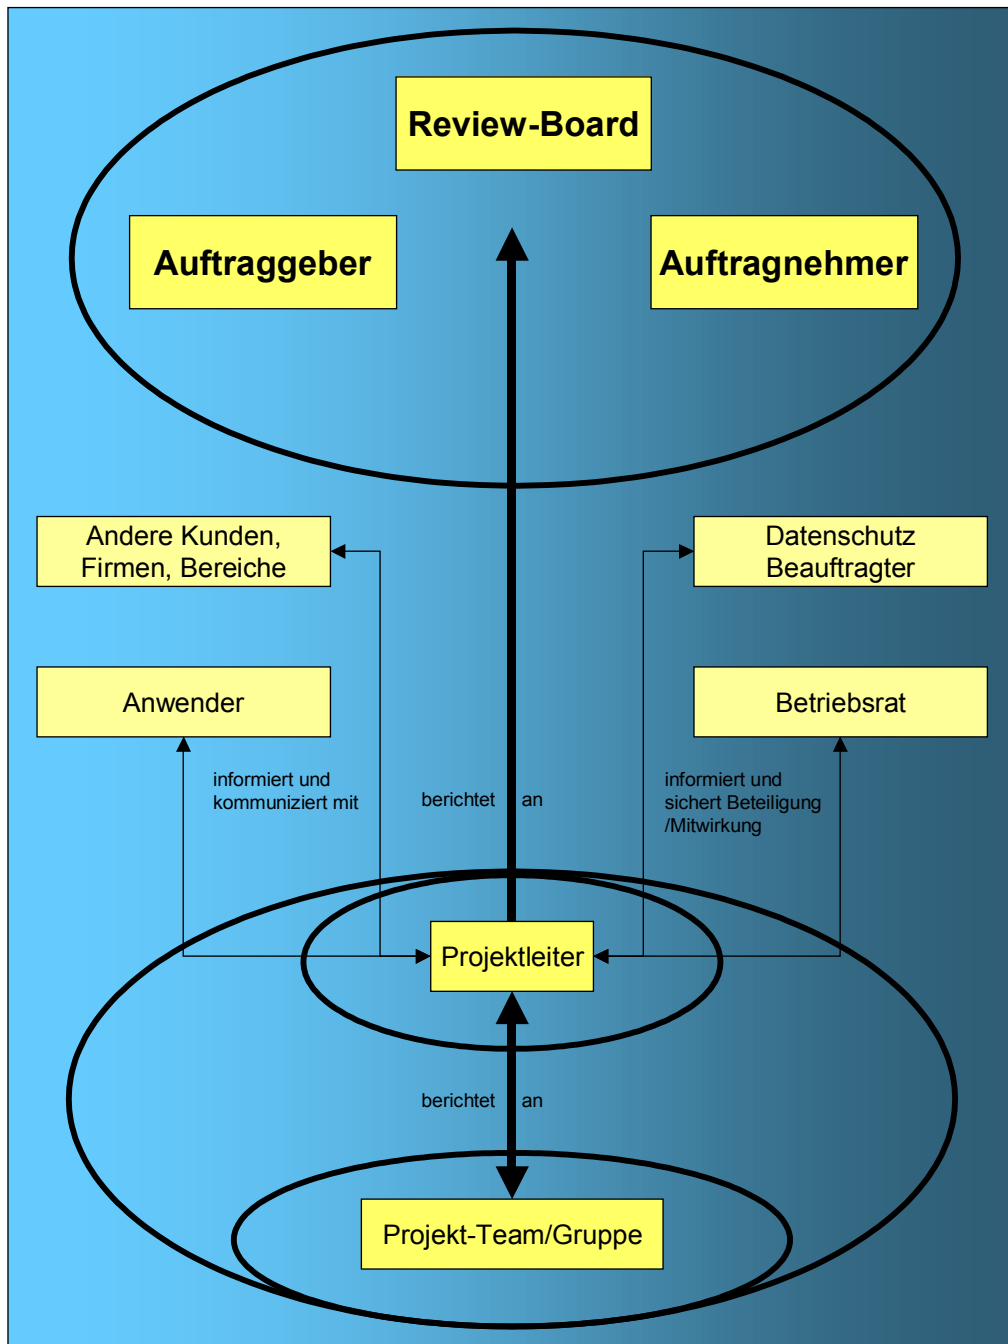 Review-Board
Auftraggeber
Auftragnehmer
Andere Kunden,
Firmen, Bereiche
Datenschutz
Beauftragter
Anwender
Betriebsrat
informiert und
kommuniziert mit
berichtet an
informiert und
sichert Beteiligung
/Mitwirkung
Projektleiter
berichtet an
Projekt-Team/Gruppe